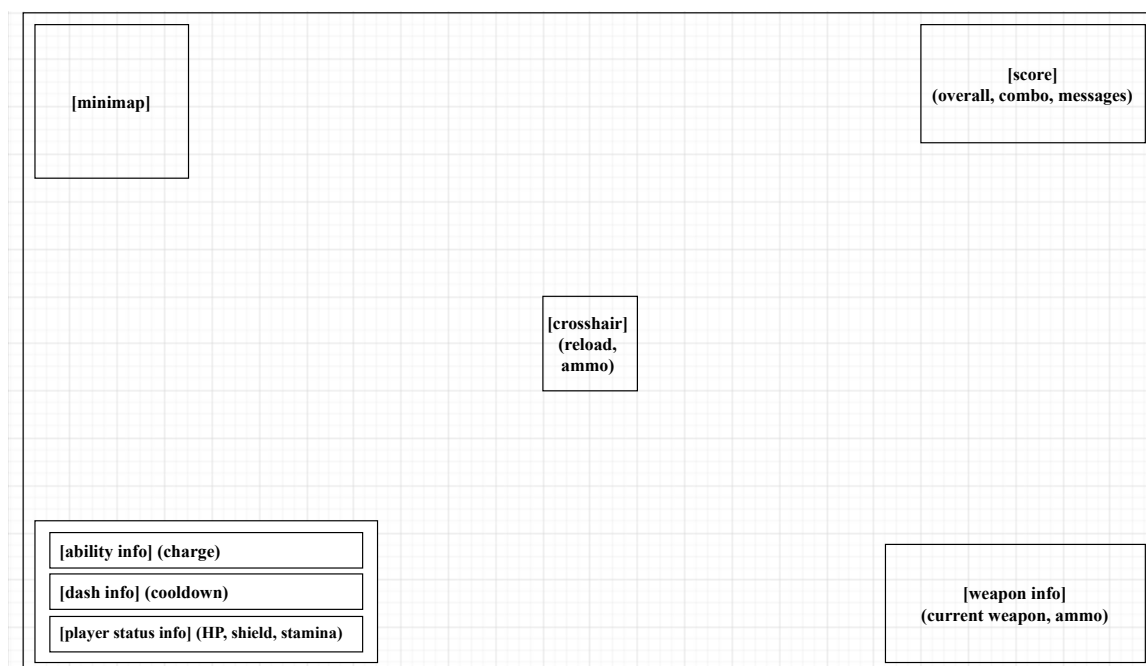 [minimap]
[score]
(overall, combo, messages)
[crosshair]
(reload,
ammo)
[ability info] (charge)
[dash info] (cooldown)
[player status info] (HP, shield, stamina)
[weapon info]
(current weapon, ammo)